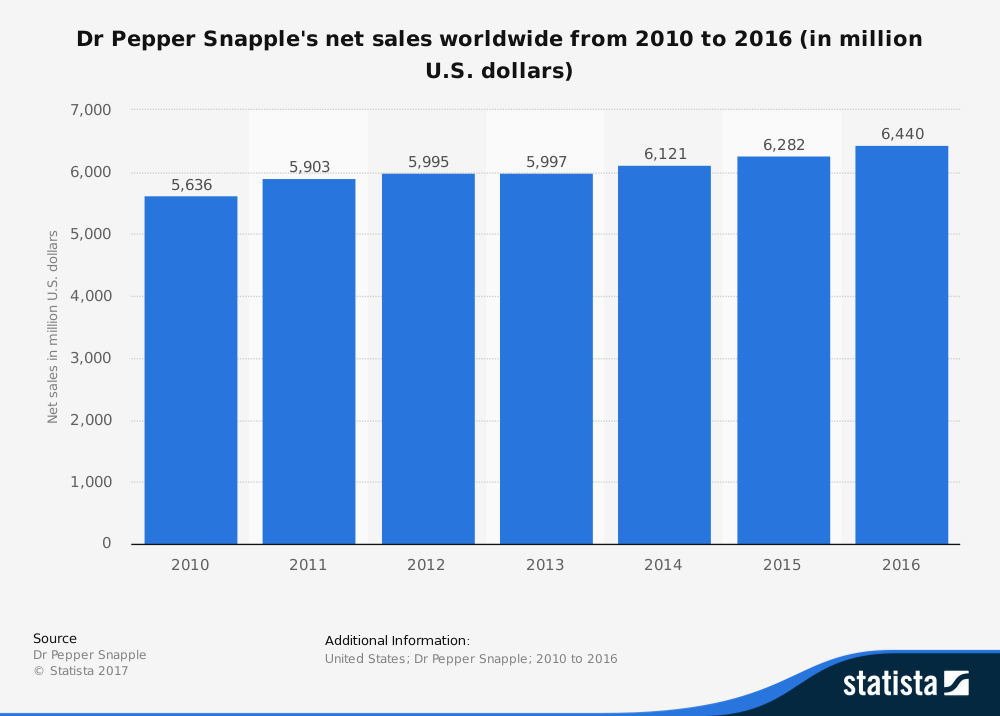 Dr Pepper Snapple's net sales worldwide from 2010 to 2016 (in million
U.S. dollars)
Net sales in million U.S. dollars
7,000
6,000
5,000
4,000
3,000
2,000
1,000
0
5,636
5,903
5,995
5,997
6,121
6,282
6,440
2010
2011
2012
2013
2014
2015
2016
Source
Dr Pepper Snapple
© Statista 2017
Additional Information:
United States; Dr Pepper Snapple; 2010 to 2016
statista